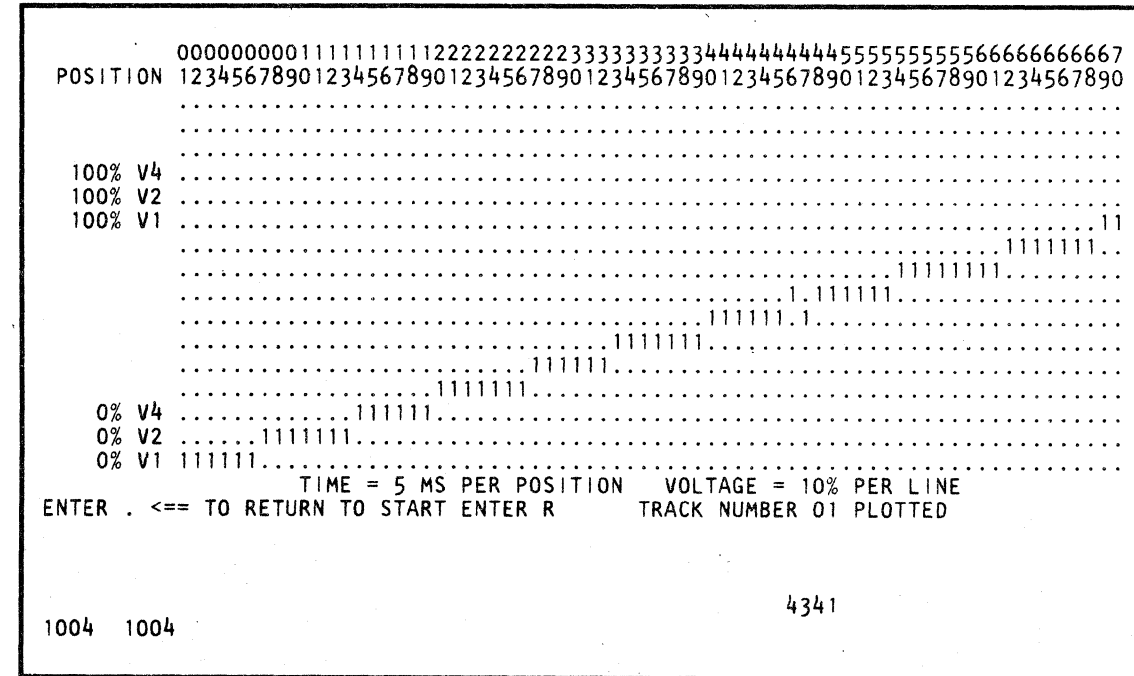 0000000001111111111222222222233333333334444444444555555555566666666667
POSITION 1234567890123456789012345678901234567890123456789012345678901234567890
......................................................................
......................................................................
100% V4 ......................................................................
100% V2 ......................................................................
100% V1 ....................................................................11
.............................................................1111111..
.....................................................11111111.........
.............................................1.111111.................
.......................................111111.1.......................
................................1111111...............................
..........................111111......................................
...................1111111............................................
0% V4 .............111111...................................................
0% V2 ......1111111.........................................................
0% V1 111111................................................................
TIME = 5 MS PER POSITION VOLTAGE = 10% PER LINE
ENTER . <== TO RETURN TO START ENTER R TRACK NUMBER 01 PLOTTED
4341
1004 1004